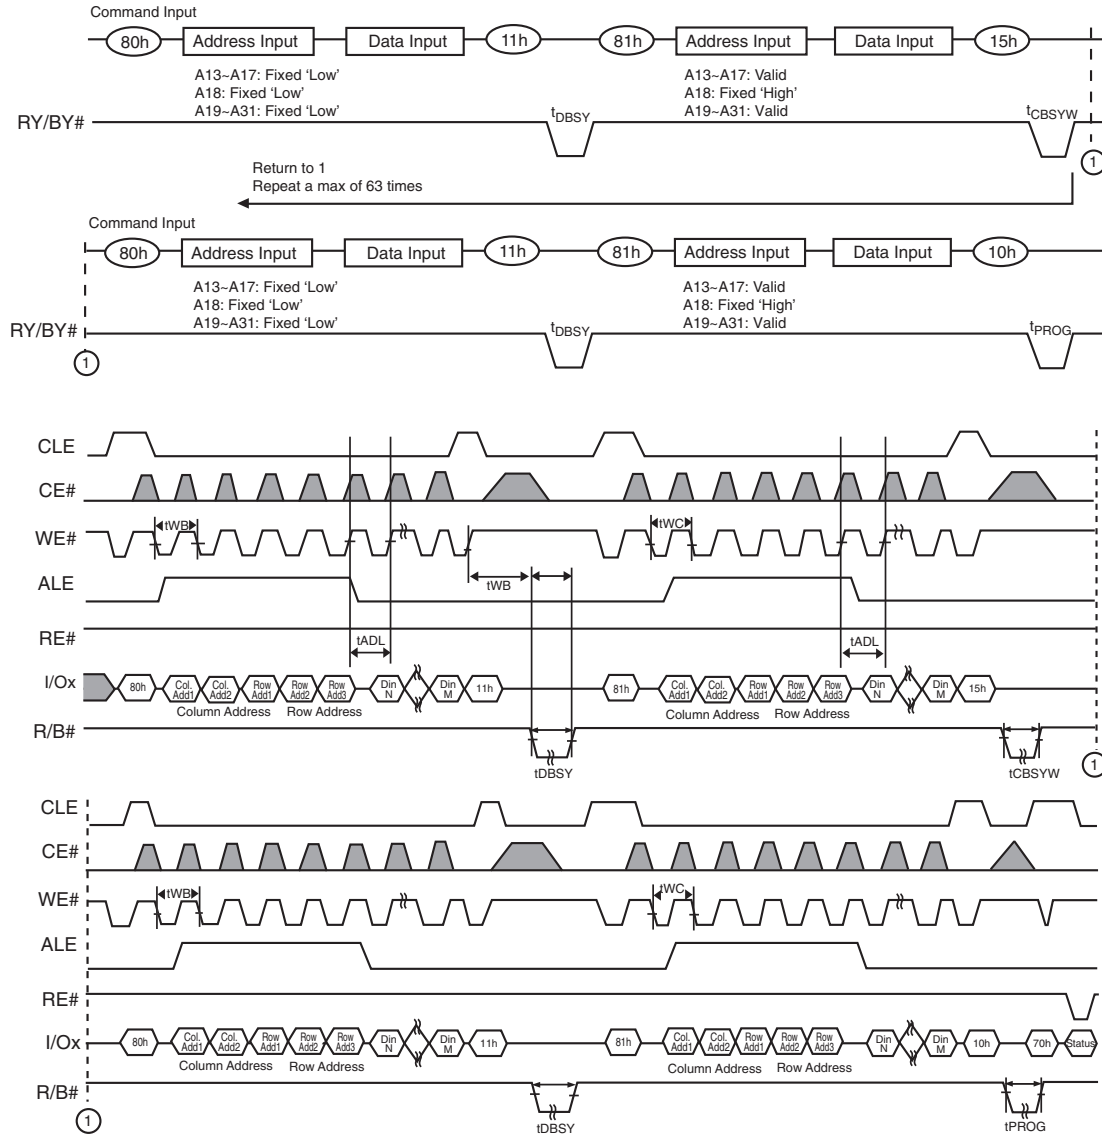 Command Input
80h Address Input Data Input 11h 81h Address Input Data Input 15h
A13~A17: Fixed 'Low' A13~A17: Valid
A18: Fixed 'Low' A18: Fixed 'High'
A19~A31: Fixed 'Low' A19~A31: Valid
RY/BY# tDBSY tCBSYW
1
Return to 1
Repeat a max of 63 times
Command Input
80h Address Input Data Input 11h 81h Address Input Data Input 10h
A13~A17: Fixed 'Low' A13~A17: Valid
A18: Fixed 'Low' A18: Fixed 'High'
A19~A31: Fixed 'Low' A19~A31: Valid
RY/BY# tDBSY tPROG
1
CLE
CE#
WE# tWB tWC
ALE tWB
RE# tADL tADL
I/Ox 80h Col. Add1 Col. Add2 Row Add1 Row Add2 Row Add3 Din N Din M 11h 81h Col. Add1 Col. Add2 Row Add1 Row Add2 Row Add3 Din N Din M 15h
Column Address Row Address Column Address Row Address
R/B# tDBSY tCBSYW 1
CLE
CE#
WE# tWB tWC
ALE
RE#
I/Ox 80h Col. Add1 Col. Add2 Row Add1 Row Add2 Row Add3 Din N Din M 11h 81h Col. Add1 Col. Add2 Row Add1 Row Add2 Row Add3 Din N Din M 10h 70h Status
Column Address Row Address Column Address Row Address
R/B#
1 tDBSY tPROG